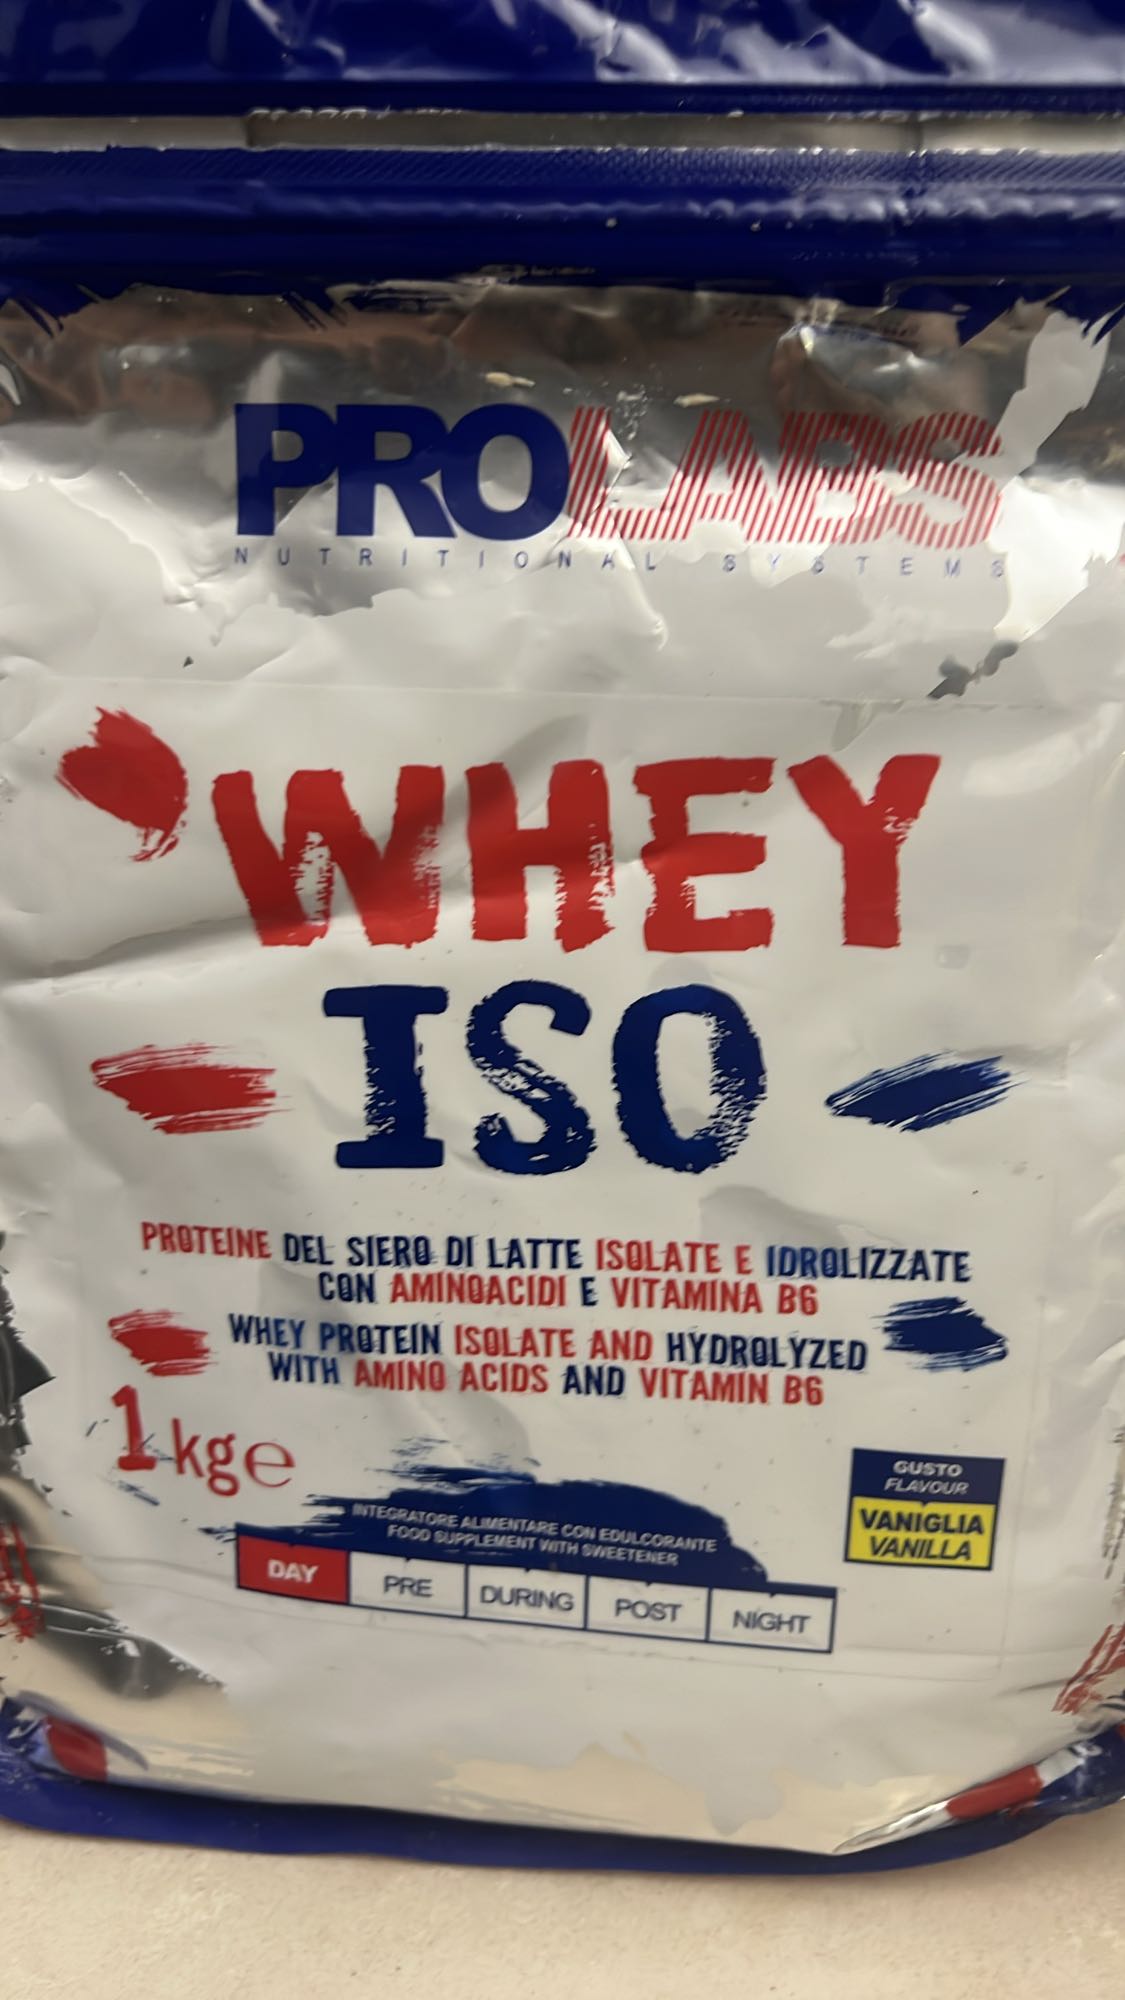 PROLABS
NUTRITIONAL SYSTEMS
WHEY
ISO
PROTEINE DEL SIERO DI LATTE ISOLATE E IDROLIZZATE
CON AMINOACIDI E VITAMINA B6
WHEY PROTEIN ISOLATE AND HYDROLYZED
WITH AMINO ACIDS AND VITAMIN B6
1 kg e
GUSTO
FLAVOUR
VANIGLIA
VANILLA
INTEGRATORE ALIMENTARE CON EDULCORANTE
FOOD SUPPLEMENT WITH SWEETENER
DAY PRE DURING POST NIGHT